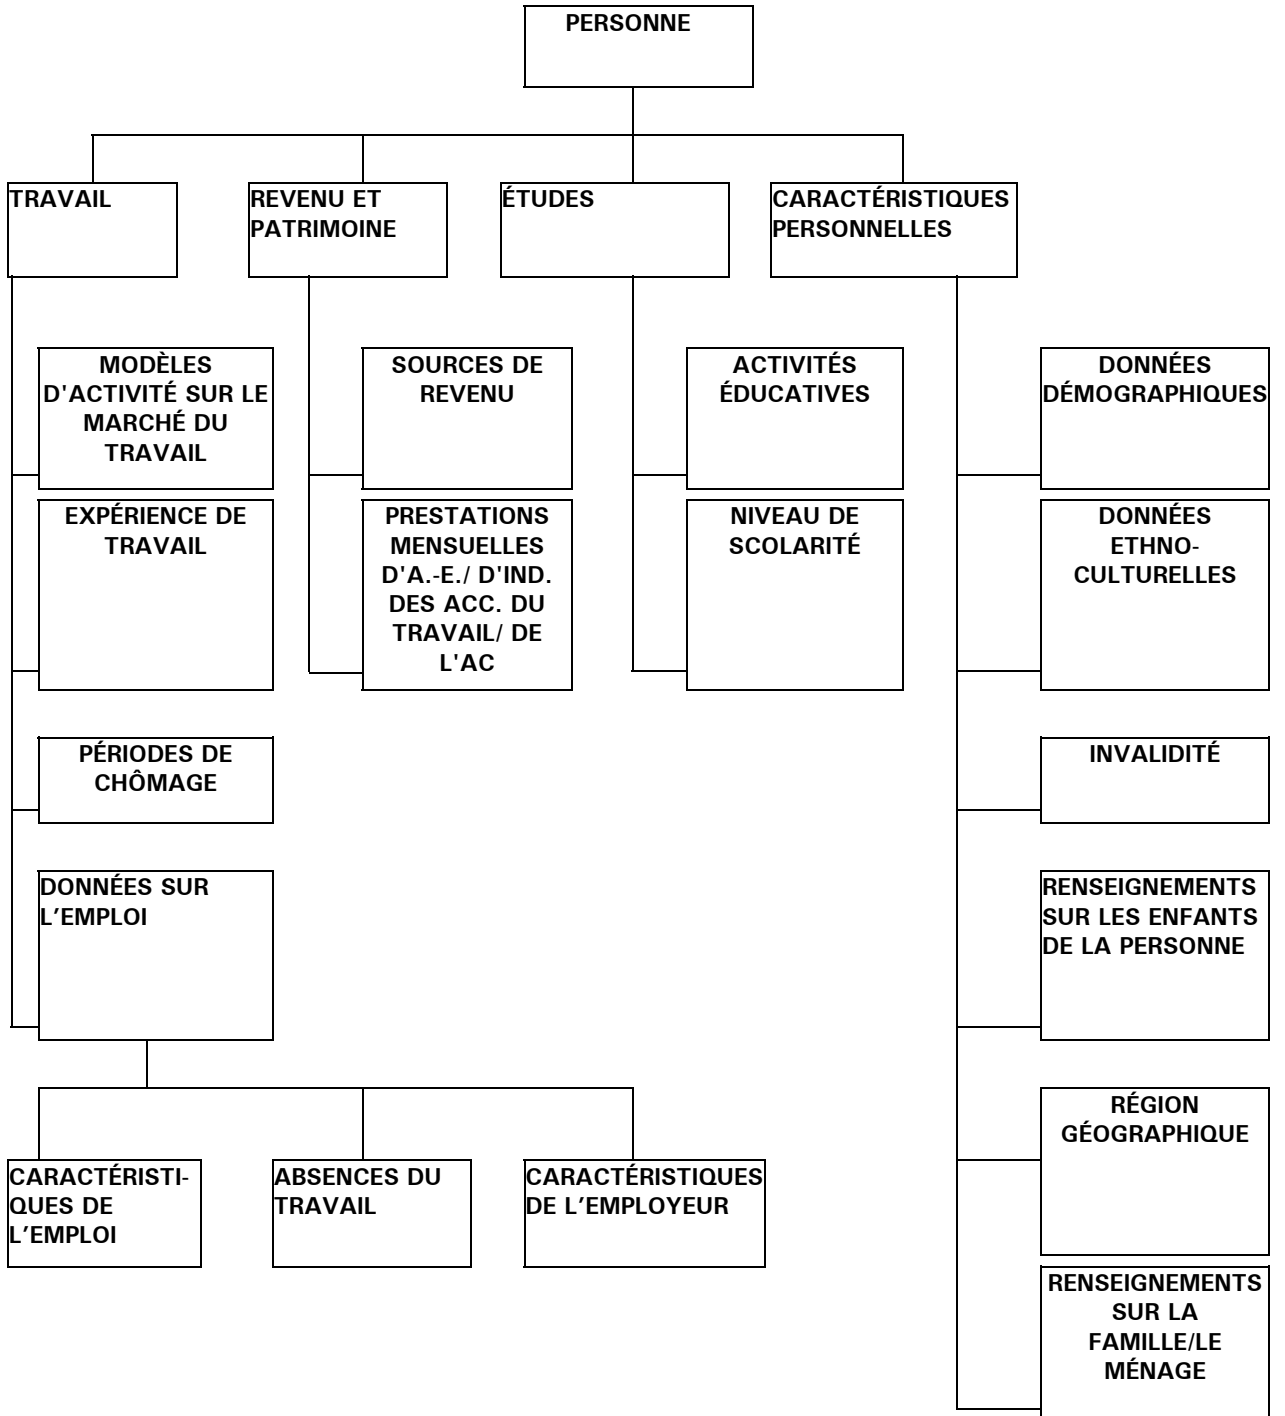 PERSONNE
TRAVAIL
REVENU ET
PATRIMOINE
ÉTUDES
CARACTÉRISTIQUES
PERSONNELLES
MODÈLES
D'ACTIVITÉ SUR LE
MARCHÉ DU
TRAVAIL
SOURCES DE
REVENU
ACTIVITÉS
ÉDUCATIVES
DONNÉES
DÉMOGRAPHIQUES
EXPÉRIENCE DE
TRAVAIL
PRESTATIONS
MENSUELLES
D'A.-E./ D'IND.
DES ACC. DU
TRAVAIL/ DE
L'AC
NIVEAU DE
SCOLARITÉ
DONNÉES
ETHNO-
CULTURELLES
PÉRIODES DE
CHÔMAGE
INVALIDITÉ
DONNÉES SUR
L’EMPLOI
RENSEIGNEMENTS
SUR LES ENFANTS
DE LA PERSONNE
RÉGION
GÉOGRAPHIQUE
CARACTÉRISTI-
QUES DE
L’EMPLOI
ABSENCES DU
TRAVAIL
CARACTÉRISTIQUES
DE L’EMPLOYEUR
RENSEIGNEMENTS
SUR LA
FAMILLE/LE
MÉNAGE